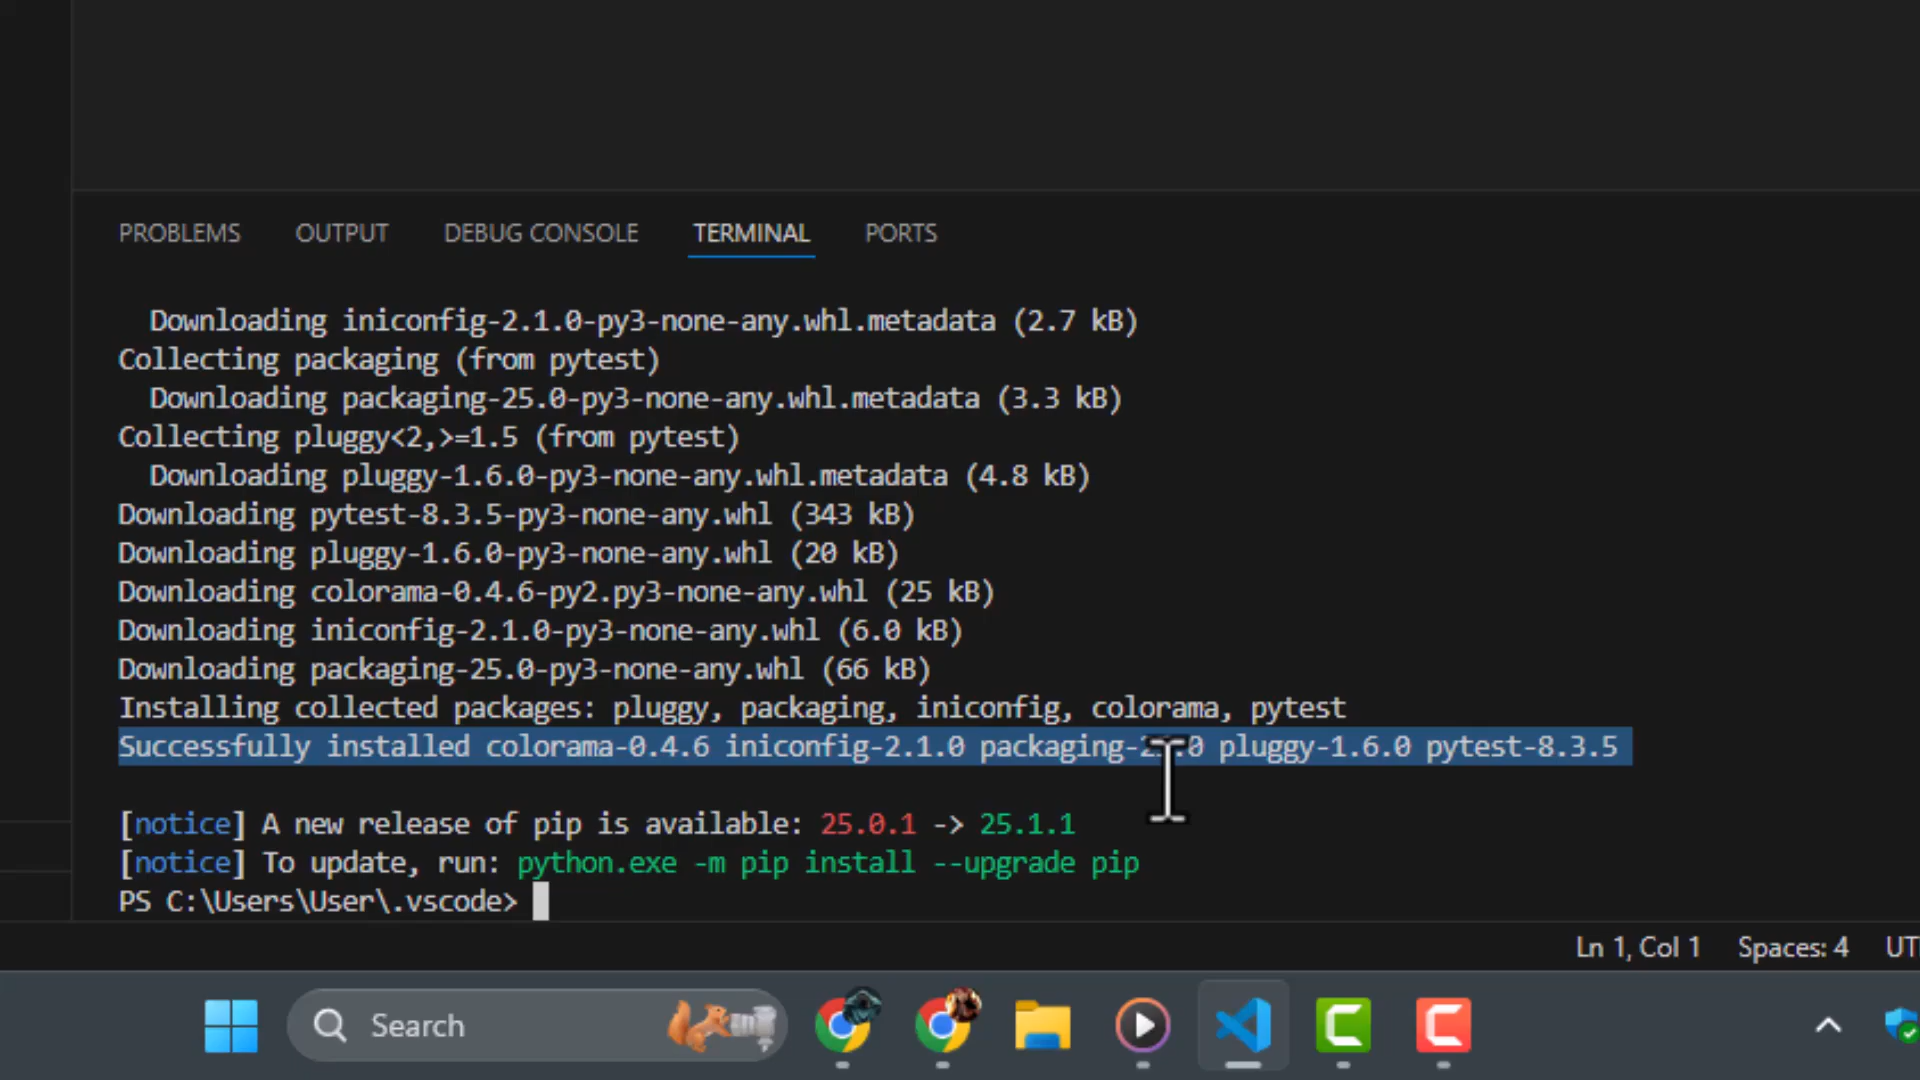 PROBLEMS OUTPUT DEBUG CONSOLE TERMINAL PORTS
Downloading iniconfig-2.1.0-py3-none-any.whl.metadata (2.7 kB)
Collecting packaging (from pytest)
Downloading packaging-25.0-py3-none-any.whl.metadata (3.3 kB)
Collecting pluggy<2,>=1.5 (from pytest)
Downloading pluggy-1.6.0-py3-none-any.whl.metadata (4.8 kB)
Downloading pytest-8.3.5-py3-none-any.whl (343 kB)
Downloading pluggy-1.6.0-py3-none-any.whl (20 kB)
Downloading colorama-0.4.6-py2.py3-none-any.whl (25 kB)
Downloading iniconfig-2.1.0-py3-none-any.whl (6.0 kB)
Downloading packaging-25.0-py3-none-any.whl (66 kB)
Installing collected packages: pluggy, packaging, iniconfig, colorama, pytest
Successfully installed colorama-0.4.6 iniconfig-2.1.0 packaging-25.0 pluggy-1.6.0 pytest-8.3.5
[notice] A new release of pip is available: 25.0.1 -> 25.1.1
[notice] To update, run: python.exe -m pip install --upgrade pip
PS C:\Users\User\.vscode>
Ln 1, Col 1 Spaces: 4 UT
Search